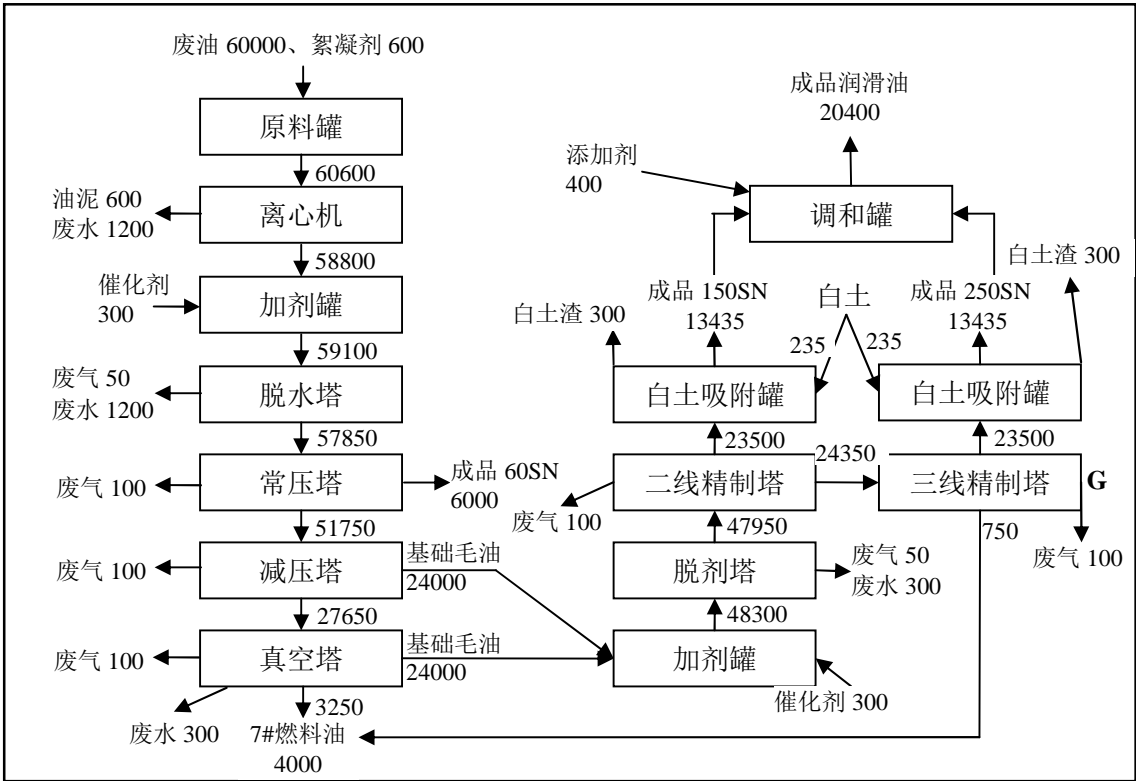 废油 60000、絮凝剂 600
原料罐
60600
油泥 600
废水 1200
离心机
58800
催化剂
300
加剂罐
59100
废气 50
废水 1200
脱水塔
57850
废气 100
常压塔
成品 60SN
6000
51750
废气 100
减压塔
基础毛油
24000
27650
废气 100
真空塔
基础毛油
24000
废水 300
3250
7#燃料油
4000
成品润滑油
20400
添加剂
400
调和罐
白土渣 300
成品 150SN
13435
白土
成品 250SN
13435
白土渣 300
235
235
白土吸附罐
白土吸附罐
23500
23500
24350
二线精制塔
三线精制塔
G
废气 100
47950
750
废气 100
脱剂塔
废气 50
废水 300
48300
加剂罐
催化剂 300